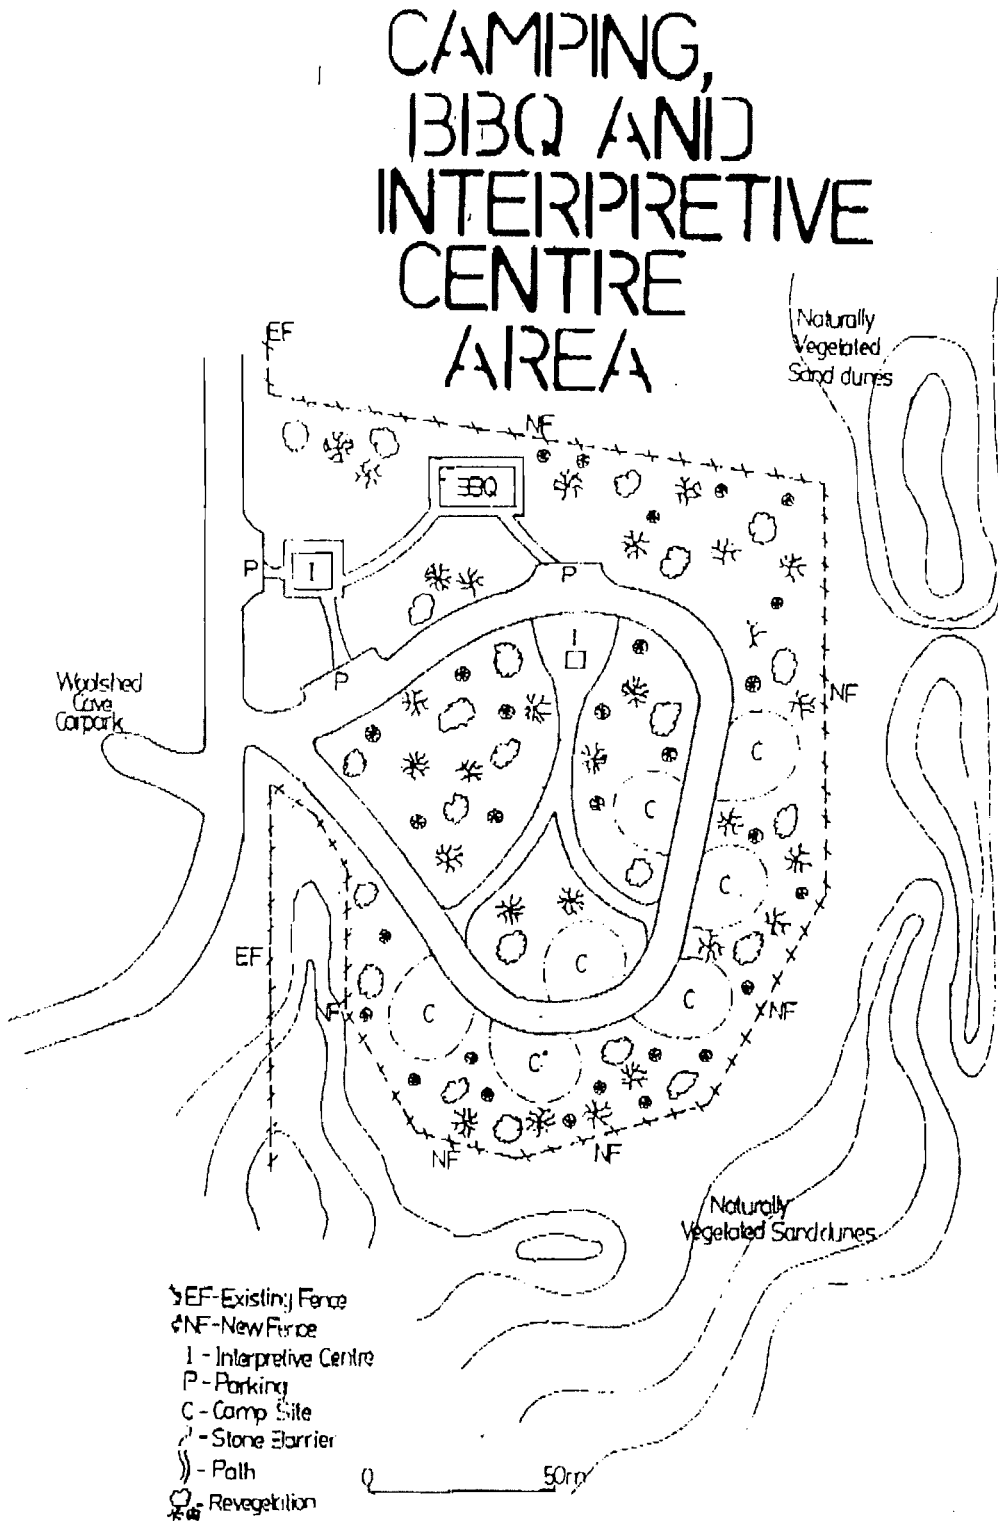 CAMPING,
BBQ AND
INTERPRETIVE
CENTRE
AREA
Naturally
Vegetated
Sand dunes
EF
NF
BBQ
P
I
P
I
P
Woolshed
Cave
Carpark
NF
C
C
C
EF
C
NF
C
C
NF
C
NF
NF
Naturally
Vegetated Sand dunes
EF-Existing Fence
NF-New Fence
I - Interpretive Centre
P - Parking
C - Camp Site
- Stone Barrier
- Path
- Revegetation
0 50m